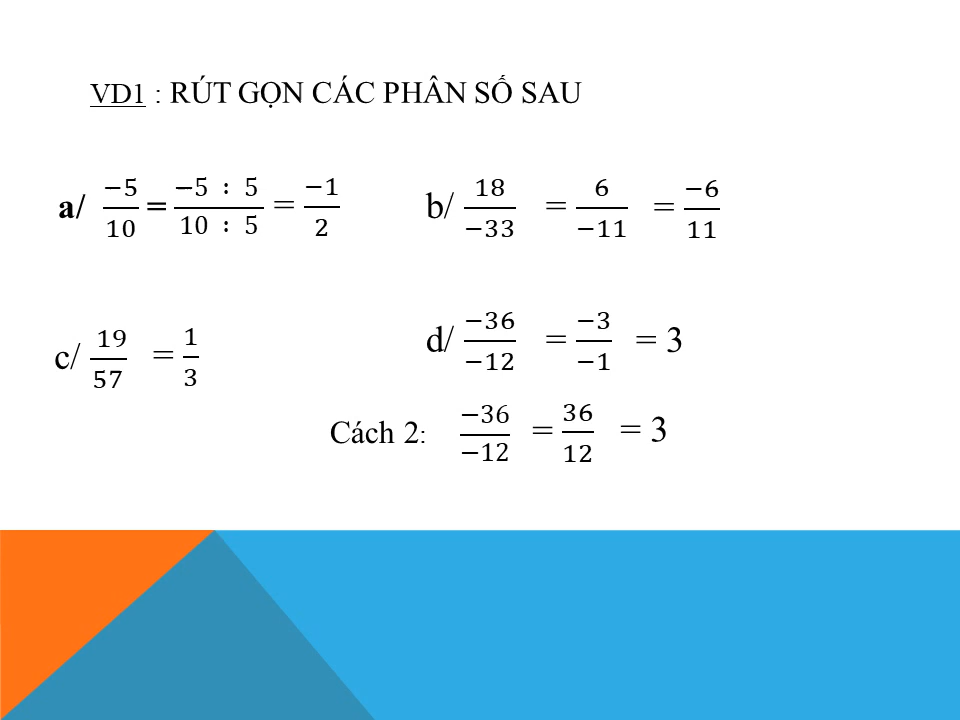 VD1 : RÚT GỌN CÁC PHÂN SỐ SAU
a/ −5/10 = −5 : 5/10 : 5 = −1/2
b/ 18/−33 = 6/−11 = −6/11
c/ 19/57 = 1/3
d/ −36/−12 = −3/−1 = 3
Cách 2: −36/−12 = 36/12 = 3